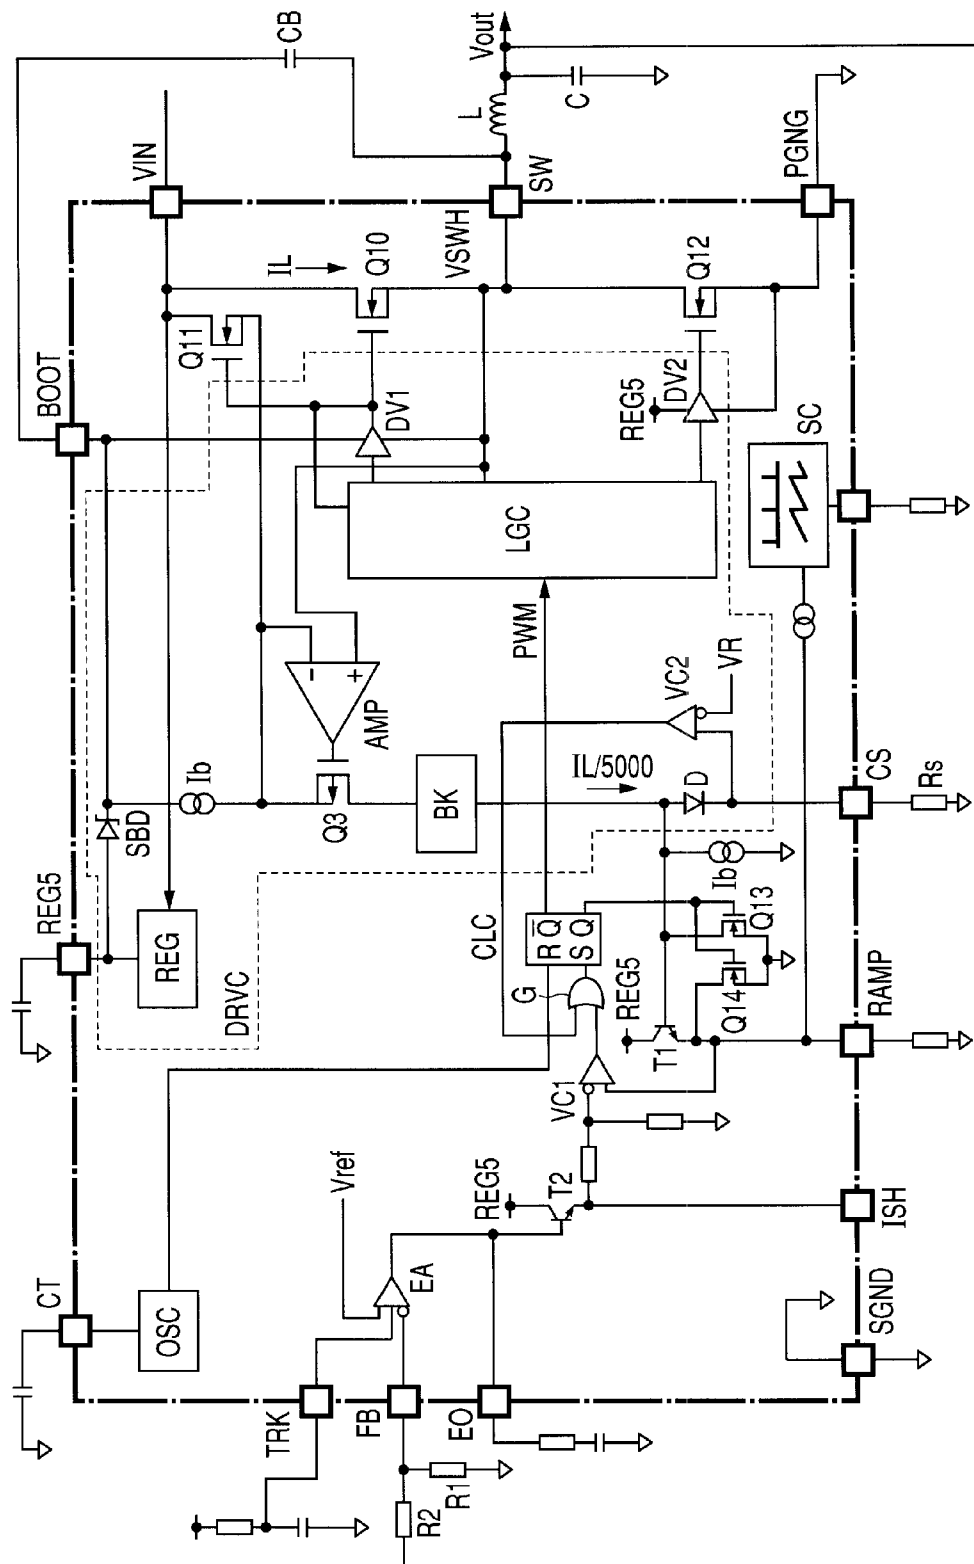 CB
Vout
L
C
VIN
SW
PGNG
BOOT
IL
Q10
VSWH
Q12
Q11
DV1
REG5
DV2
SC
LGC
PWM
-
+
AMP
Ib
SBD
Q3
BK
IL/5000
VC2
VR
D
CS
Rs
REG5
REG
DRVC
CLC
R Q
S Q
G
REG5
Ib
Q13
Q14
T1
RAMP
VC1
CT
OSC
Vref
EA
REG5
T2
ISH
SGND
TRK
FB
EO
R1
R2